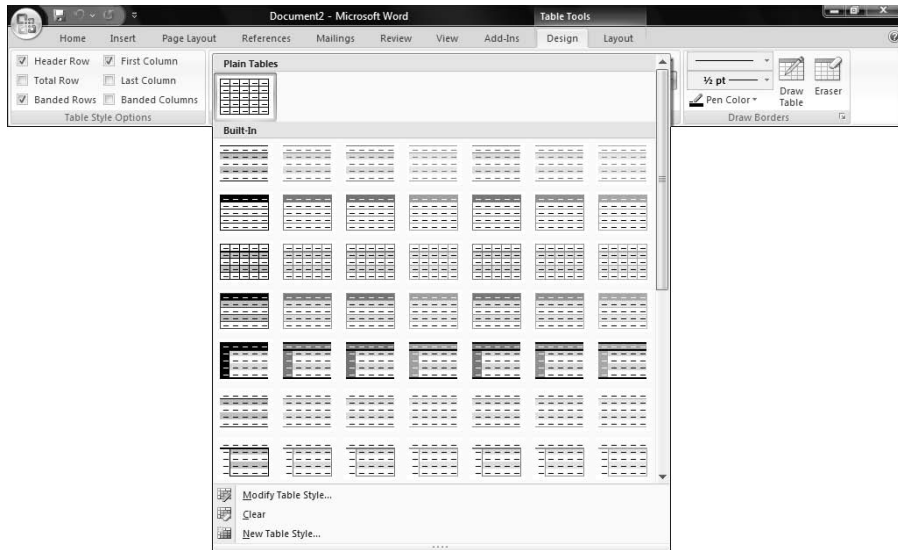 Document2 - Microsoft Word Table Tools
Home Insert Page Layout References Mailings Review View Add-Ins Design Layout
Header Row First Column
Total Row Last Column
Banded Rows Banded Columns
Table Style Options
Plain Tables
Built-In
Modify Table Style...
Clear
New Table Style...
½ pt
Pen Color
Draw Table
Eraser
Draw Borders